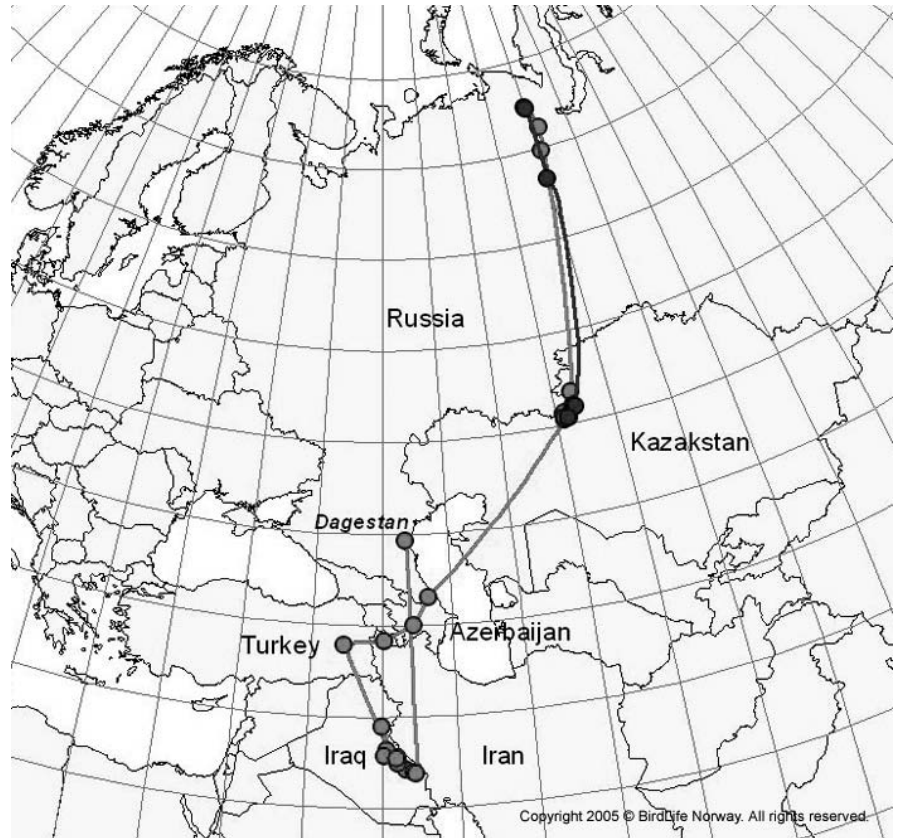 Russia
Kazakstan
Dagestan
Turkey
Azerbaijan
Iraq
Iran
Copyright 2005 © BirdLife Norway. All rights reserved.